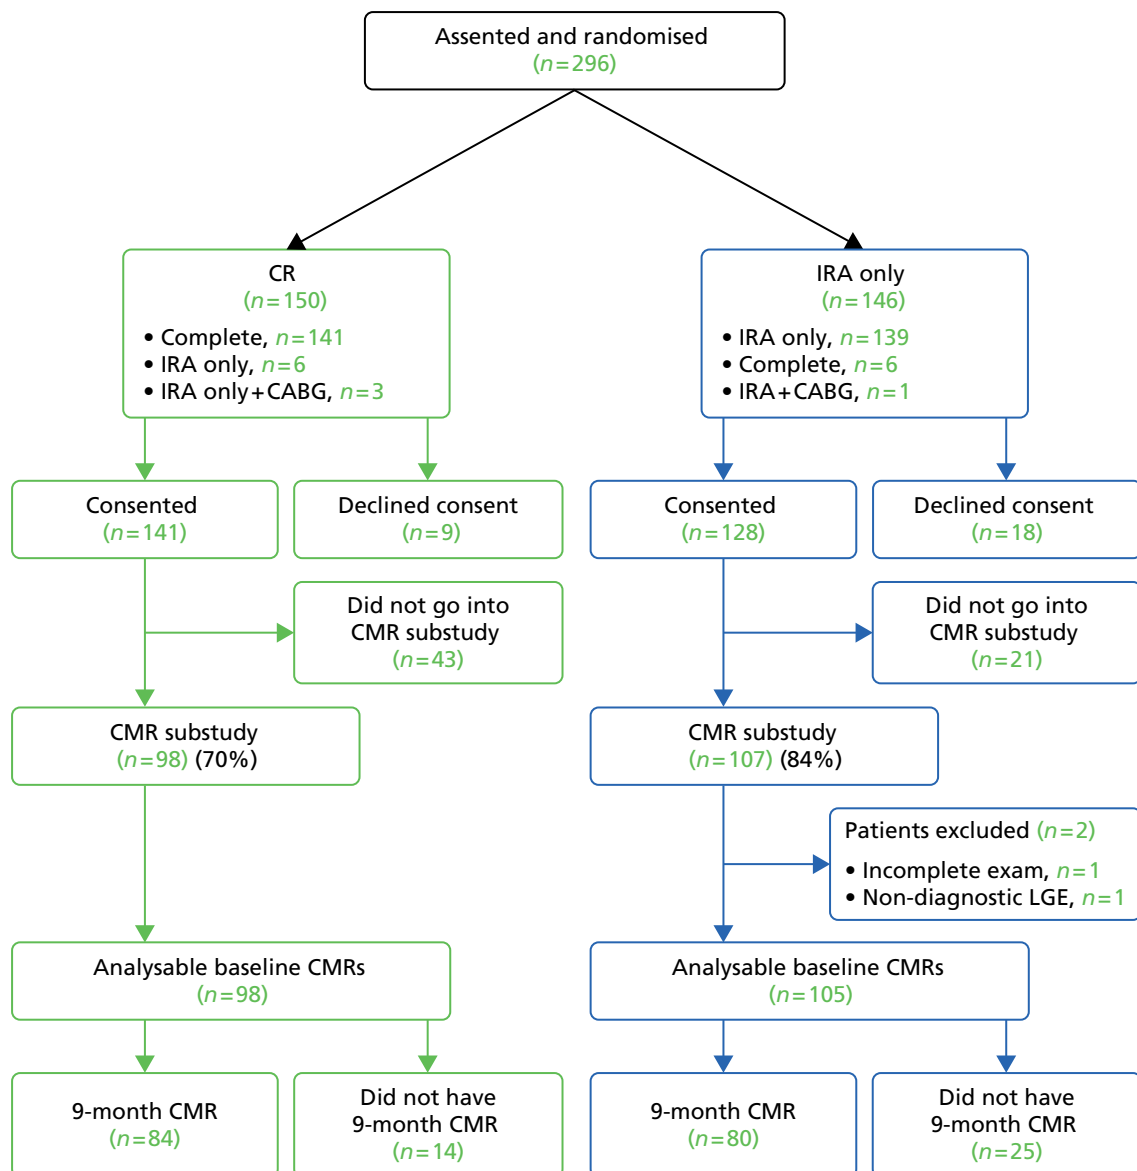 Assented and randomised
(n=296)
CR
(n=150)
• Complete, n=141
• IRA only, n=6
• IRA only+CABG, n=3
IRA only
(n=146)
• IRA only, n=139
• Complete, n=6
• IRA+CABG, n=1
Consented
(n=141)
Declined consent
(n=9)
Consented
(n=128)
Declined consent
(n=18)
Did not go into
CMR substudy
(n=43)
Did not go into
CMR substudy
(n=21)
CMR substudy
(n=98) (70%)
CMR substudy
(n=107) (84%)
Patients excluded (n=2)
• Incomplete exam, n=1
• Non-diagnostic LGE, n=1
Analysable baseline CMRs
(n=98)
Analysable baseline CMRs
(n=105)
9-month CMR
(n=84)
Did not have
9-month CMR
(n=14)
9-month CMR
(n=80)
Did not have
9-month CMR
(n=25)